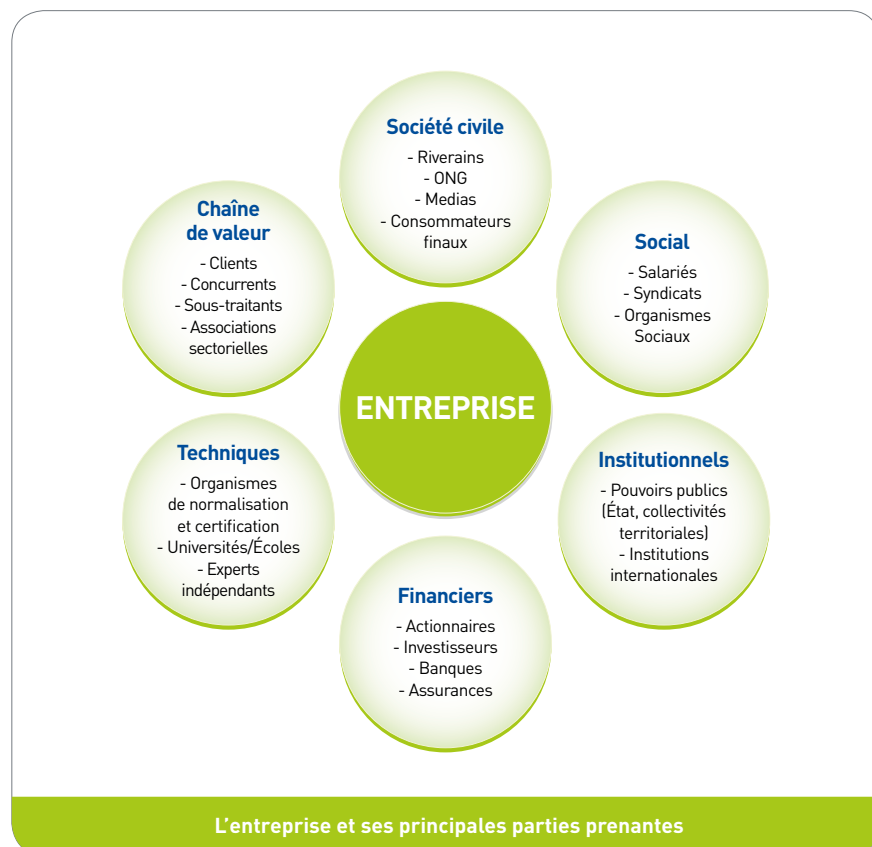 Société civile
- Riverains
- ONG
- Medias
- Consommateurs
finaux
Chaîne
de valeur
- Clients
- Concurrents
- Sous-traitants
- Associations
sectorielles
Social
- Salariés
- Syndicats
- Organismes
Sociaux
ENTREPRISE
Techniques
- Organismes
de normalisation
et certification
- Universités/Écoles
- Experts
indépendants
Institutionnels
- Pouvoirs publics
(État, collectivités
territoriales)
- Institutions
internationales
Financiers
- Actionnaires
- Investisseurs
- Banques
- Assurances
L'entreprise et ses principales parties prenantes